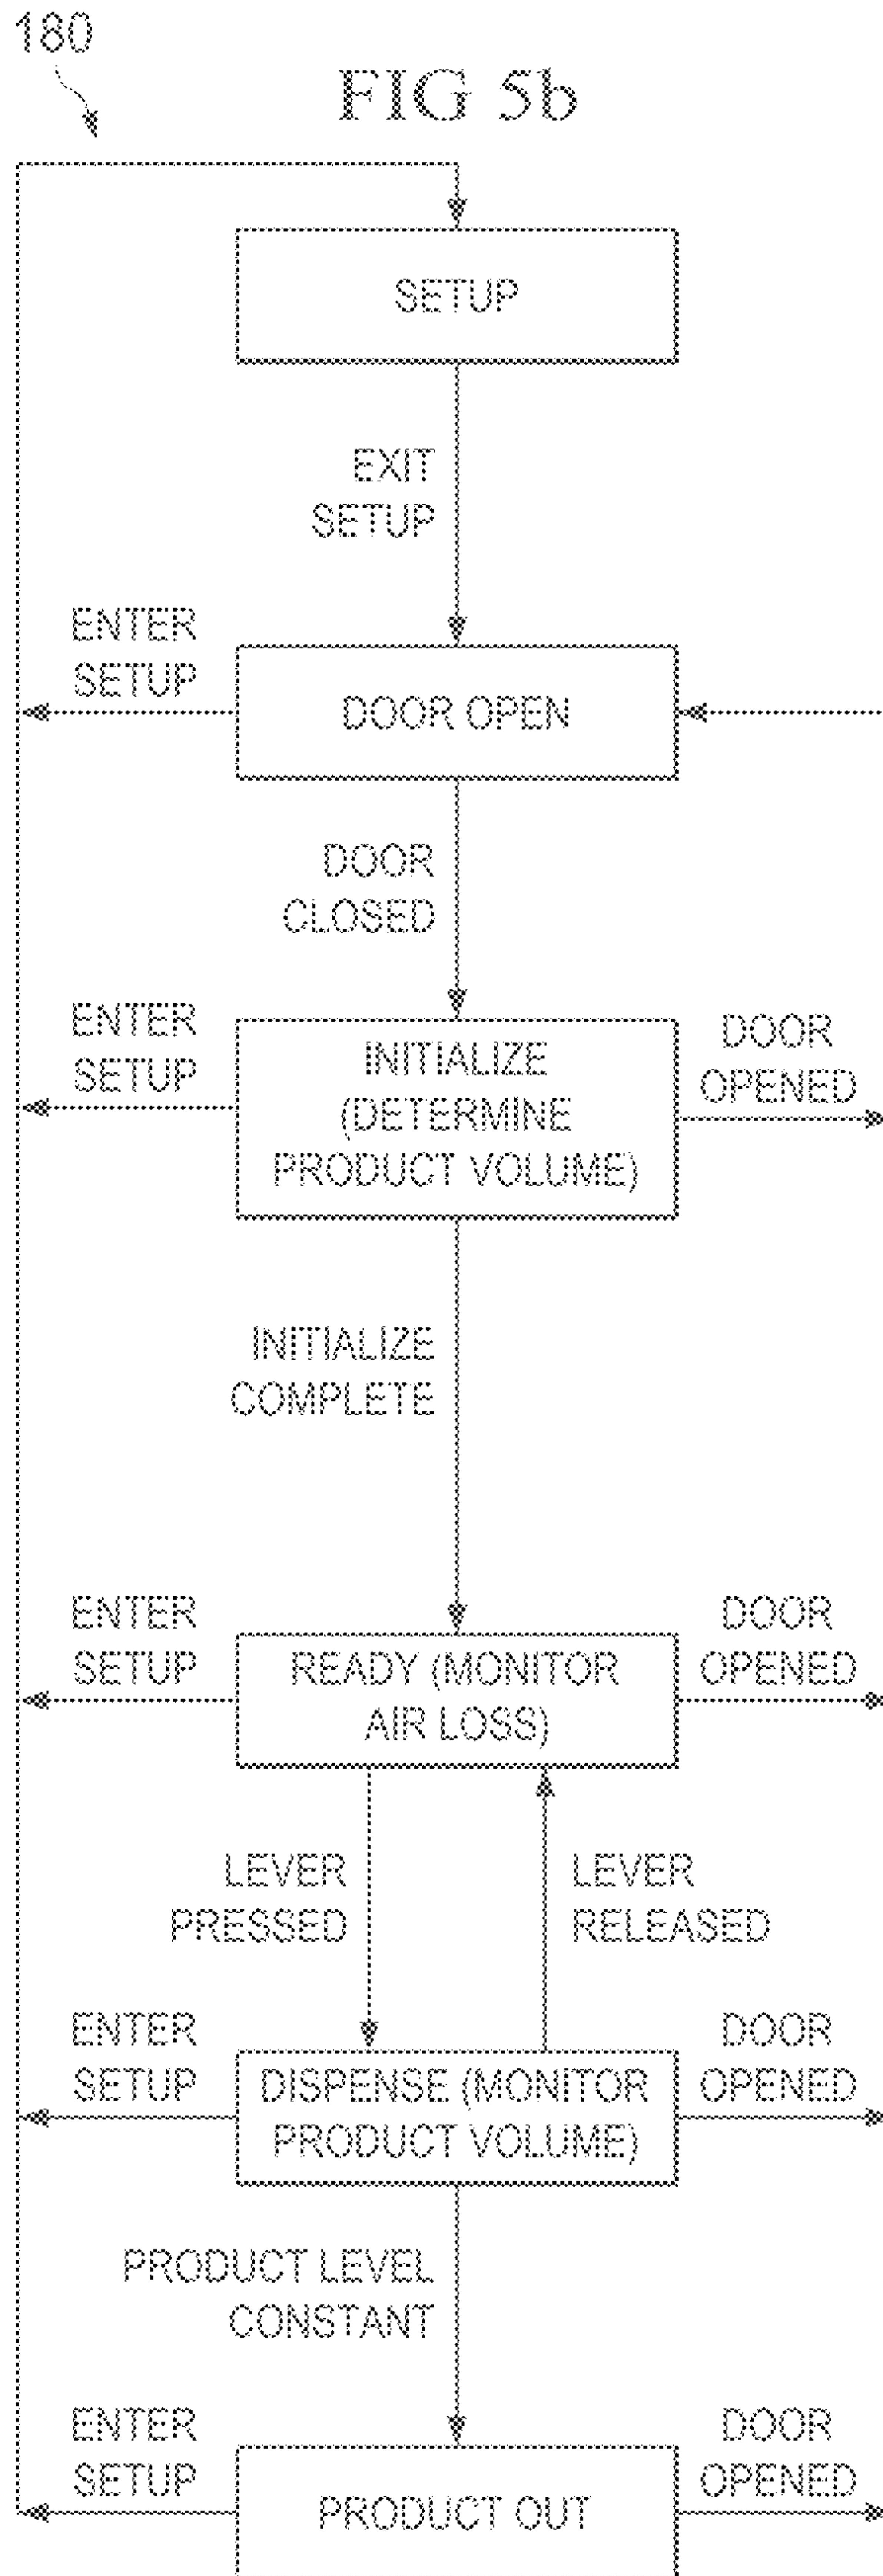 180
FIG 5b
SETUP
EXIT
SETUP
ENTER
SETUP
DOOR OPEN
DOOR
CLOSED
ENTER
SETUP
INITIALIZE
(DETERMINE
PRODUCT VOLUME)
DOOR
OPENED
INITIALIZE
COMPLETE
ENTER
SETUP
READY (MONITOR
AIR LOSS)
DOOR
OPENED
LEVER
PRESSED
LEVER
RELEASED
ENTER
SETUP
DISPENSE (MONITOR
PRODUCT VOLUME)
DOOR
OPENED
PRODUCT LEVEL
CONSTANT
ENTER
SETUP
PRODUCT OUT
DOOR
OPENED